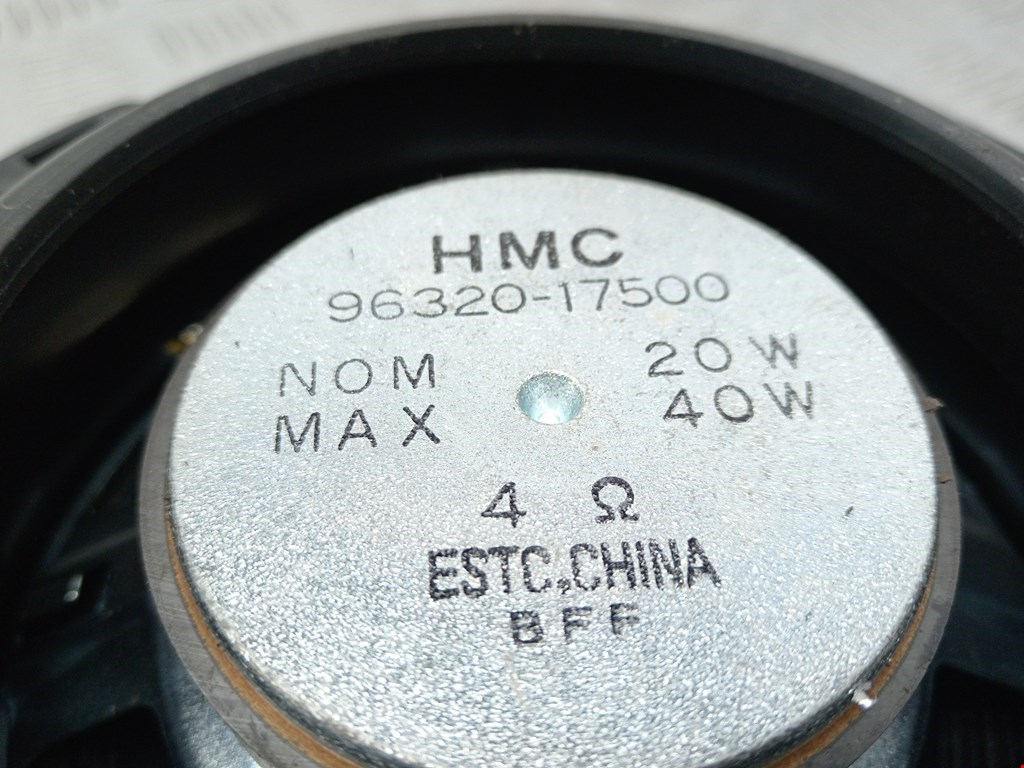 HMC
96320-17500
NOM 20W
MAX 40W
4 Ω
ESTC,CHINA
BFF